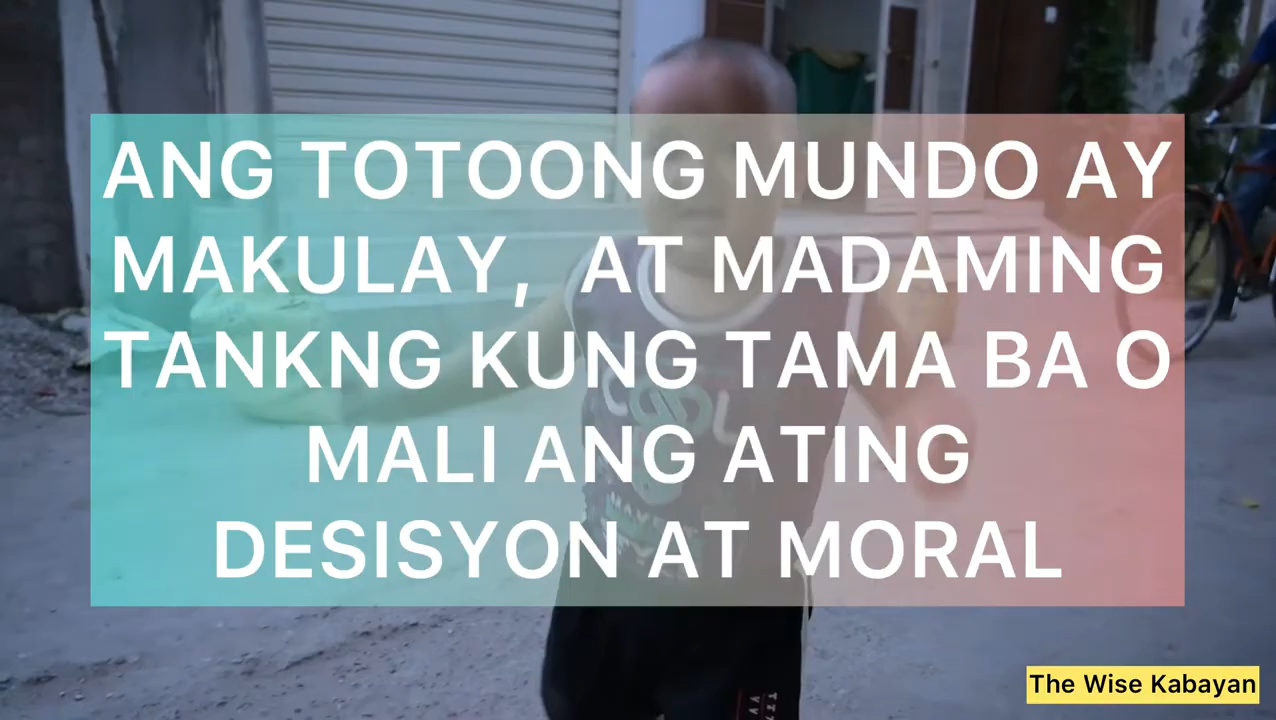 ANG TOTOONG MUNDO AY
MAKULAY, AT MADAMING
TANKNG KUNG TAMA BA O
MALI ANG ATING
DESISYON AT MORAL
COOL
The Wise Kabayan